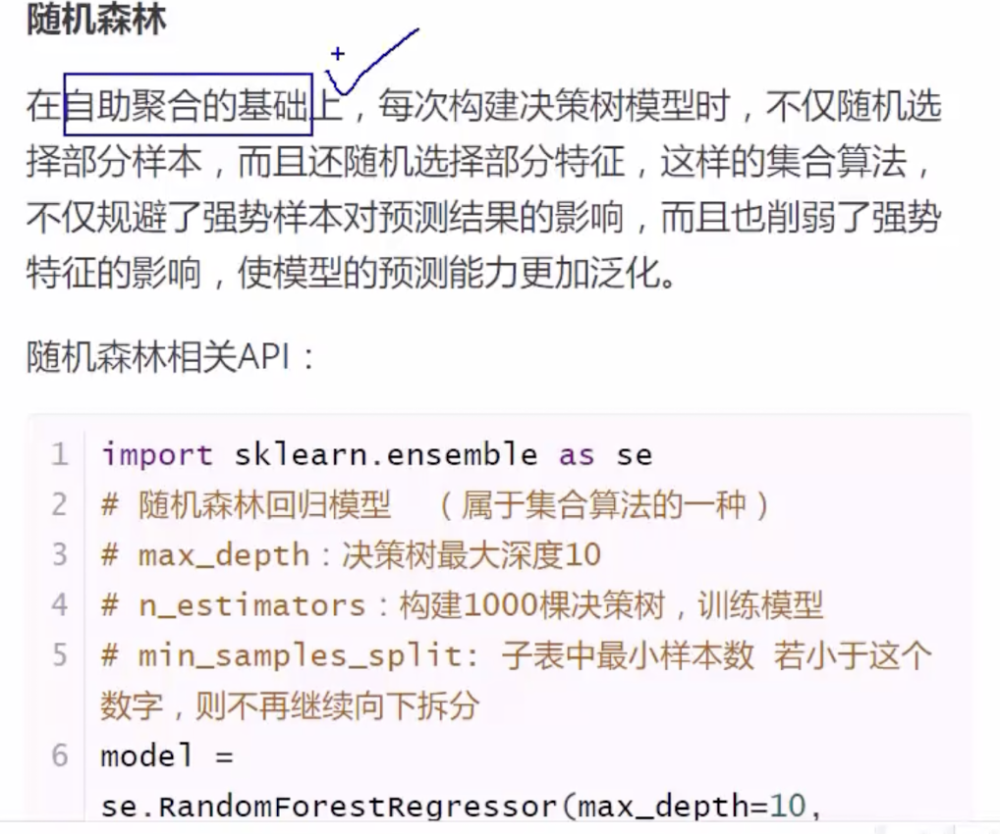 随机森林
在自助聚合的基础上，每次构建决策树模型时，不仅随机选
择部分样本，而且还随机选择部分特征，这样的集合算法，
不仅规避了强势样本对预测结果的影响，而且也削弱了强势
特征的影响，使模型的预测能力更加泛化。
随机森林相关API：
1 import sklearn.ensemble as se
2 # 随机森林回归模型 （属于集合算法的一种）
3 # max_depth：决策树最大深度10
4 # n_estimators：构建1000棵决策树，训练模型
5 # min_samples_split: 子表中最小样本数 若小于这个
数字，则不再继续向下拆分
6 model =
se.RandomForestRegressor(max_depth=10,